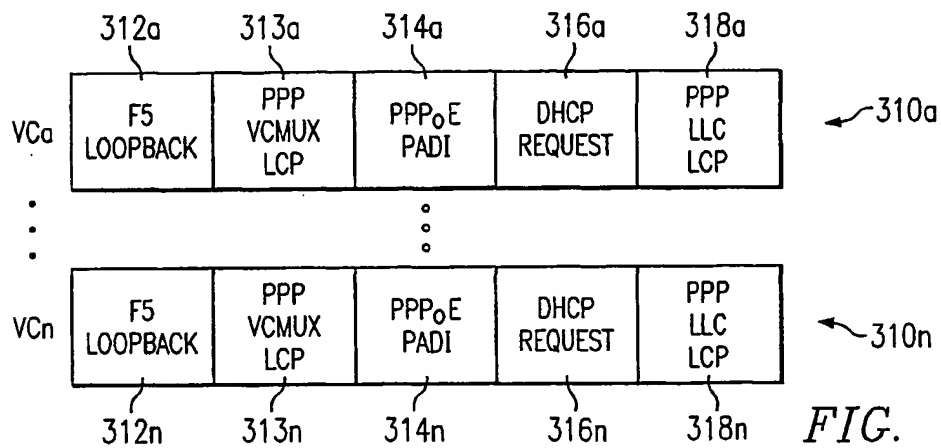 312a 313a 314a 316a 318a
VCa
F5
LOOPBACK
PPP
VCMUX
LCP
PPPoE
PADI
DHCP
REQUEST
PPP
LLC
LCP
310a
VCn
F5
LOOPBACK
PPP
VCMUX
LCP
PPPoE
PADI
DHCP
REQUEST
PPP
LLC
LCP
310n
312n 313n 314n 316n 318n
FIG.